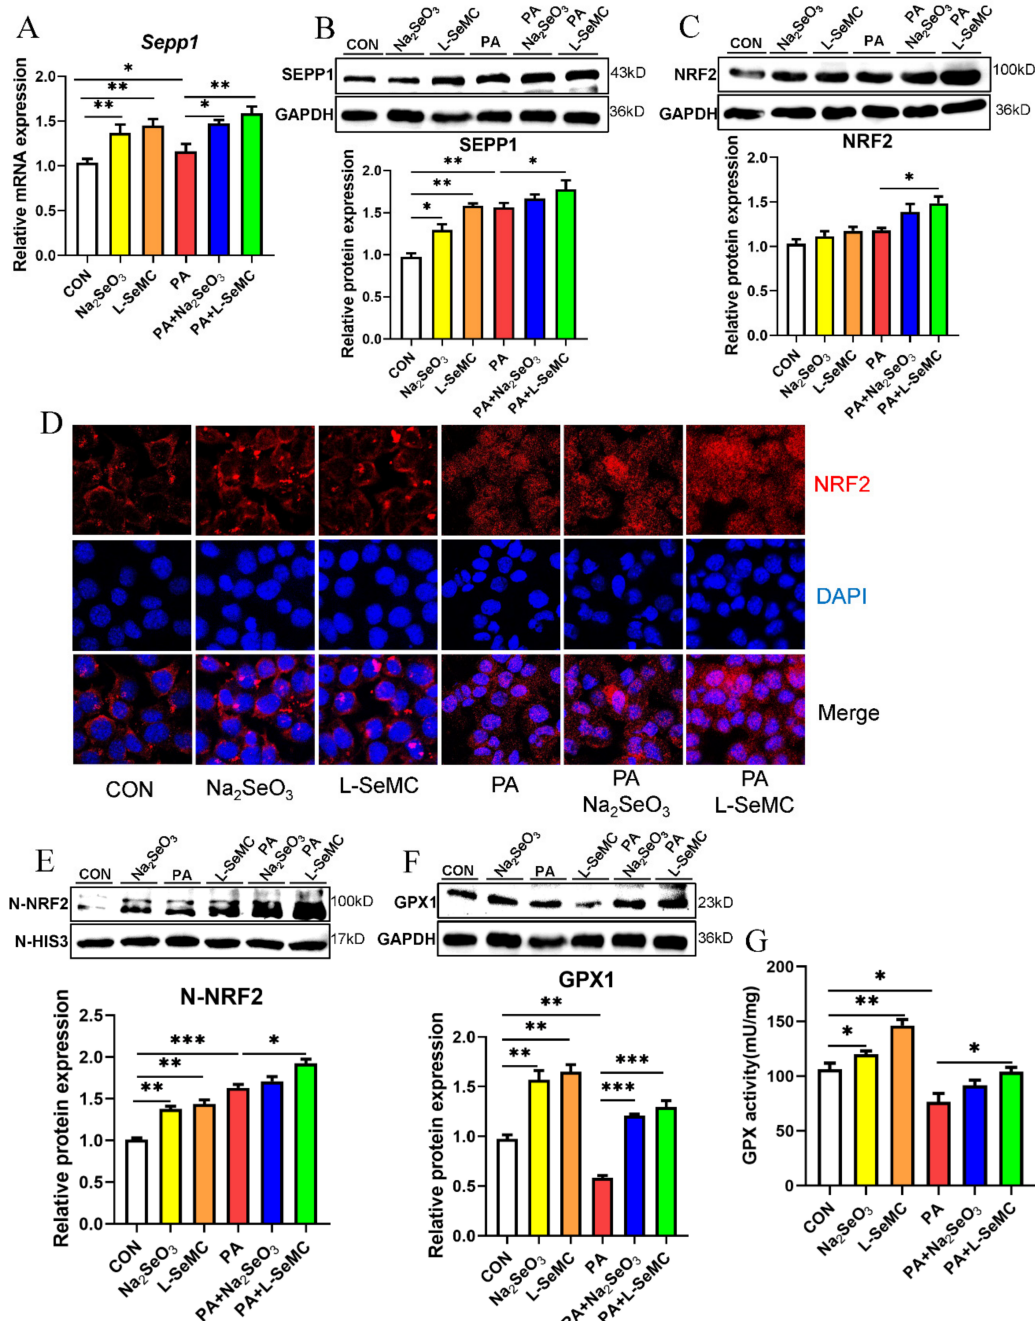 A
Sepp1
Relative mRNA expression
2.0
1.5
1.0
0.5
0.0
*
**
**
**
*
CON
Na₂SeO₃
L-SeMC
PA
PA+Na₂SeO₃
PA+L-SeMC
B
CON
Na₂SeO₃
L-SeMC
PA
PA Na₂SeO₃
PA L-SeMC
SEPP1
43kD
GAPDH
36kD
SEPP1
Relative protein expression
2.0
1.5
1.0
0.5
0.0
**
**
*
*
CON
Na₂SeO₃
L-SeMC
PA
PA+Na₂SeO₃
PA+L-SeMC
C
CON
Na₂SeO₃
L-SeMC
PA
PA Na₂SeO₃
PA L-SeMC
NRF2
100kD
GAPDH
36kD
NRF2
Relative protein expression
2.0
1.5
1.0
0.5
0.0
*
CON
Na₂SeO₃
L-SeMC
PA
PA+Na₂SeO₃
PA+L-SeMC
D
NRF2
DAPI
Merge
CON
Na₂SeO₃
L-SeMC
PA
PA
Na₂SeO₃
PA
L-SeMC
E
CON
Na₂SeO₃
PA
L-SeMC
PA Na₂SeO₃
PA L-SeMC
N-NRF2
100kD
N-HIS3
17kD
N-NRF2
Relative protein expression
2.5
2.0
1.5
1.0
0.5
0.0
***
**
**
*
CON
Na₂SeO₃
L-SeMC
PA
PA+Na₂SeO₃
PA+L-SeMC
F
CON
Na₂SeO₃
PA
L-SeMC
PA Na₂SeO₃
PA L-SeMC
GPX1
23kD
GAPDH
36kD
GPX1
Relative protein expression
2.0
1.5
1.0
0.5
0.0
**
**
**
***
***
CON
Na₂SeO₃
L-SeMC
PA
PA+Na₂SeO₃
PA+L-SeMC
G
GPX activity(mU/mg)
200
150
100
50
0
*
**
*
*
CON
Na₂SeO₃
L-SeMC
PA
PA+Na₂SeO₃
PA+L-SeMC